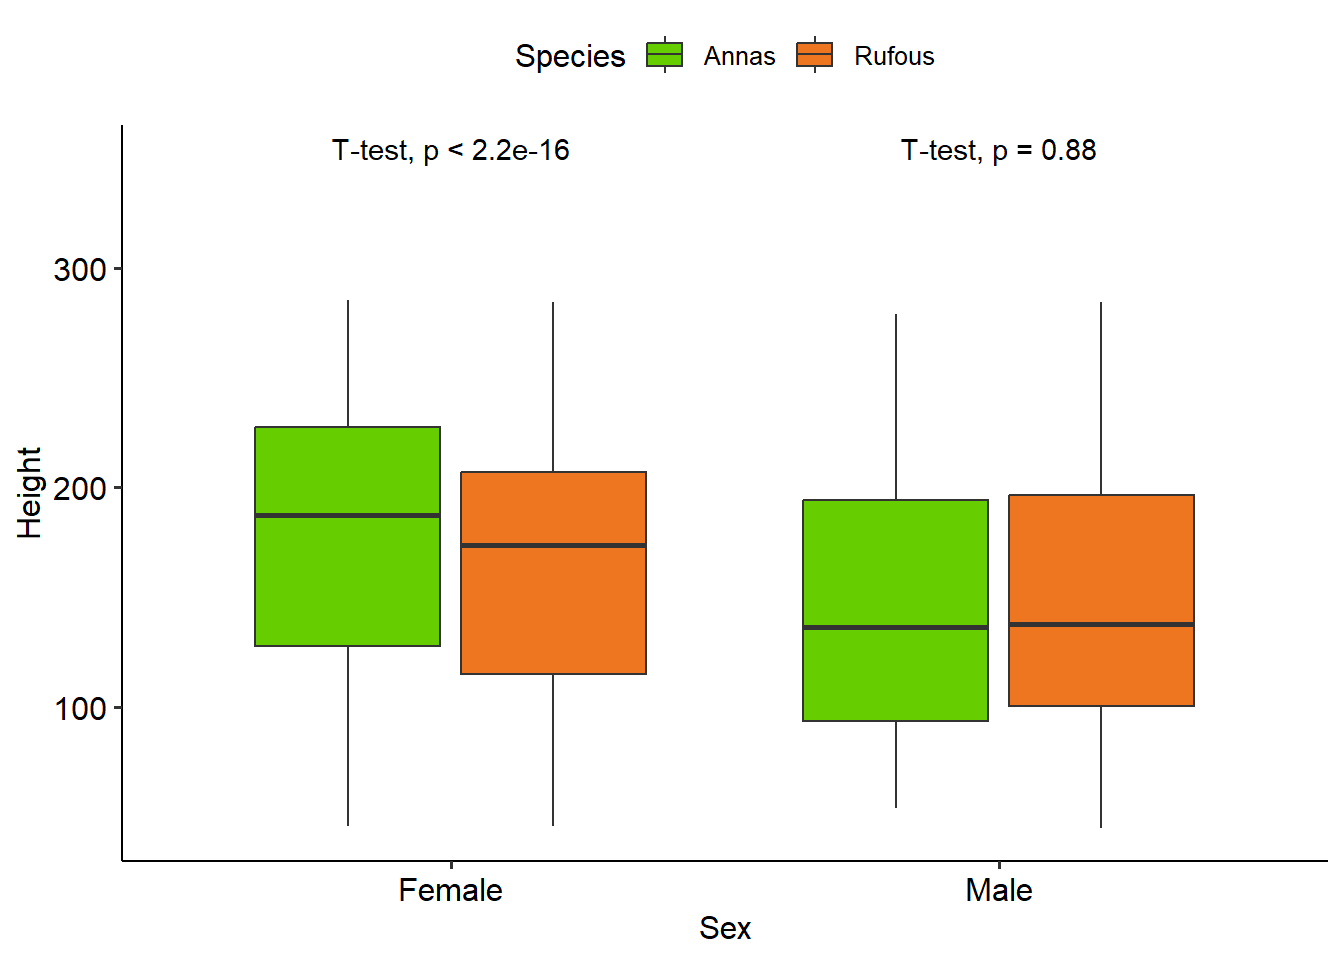 Species Annas Rufous
T-test, p < 2.2e-16
T-test, p = 0.88
300
200
100
Height
Female
Male
Sex